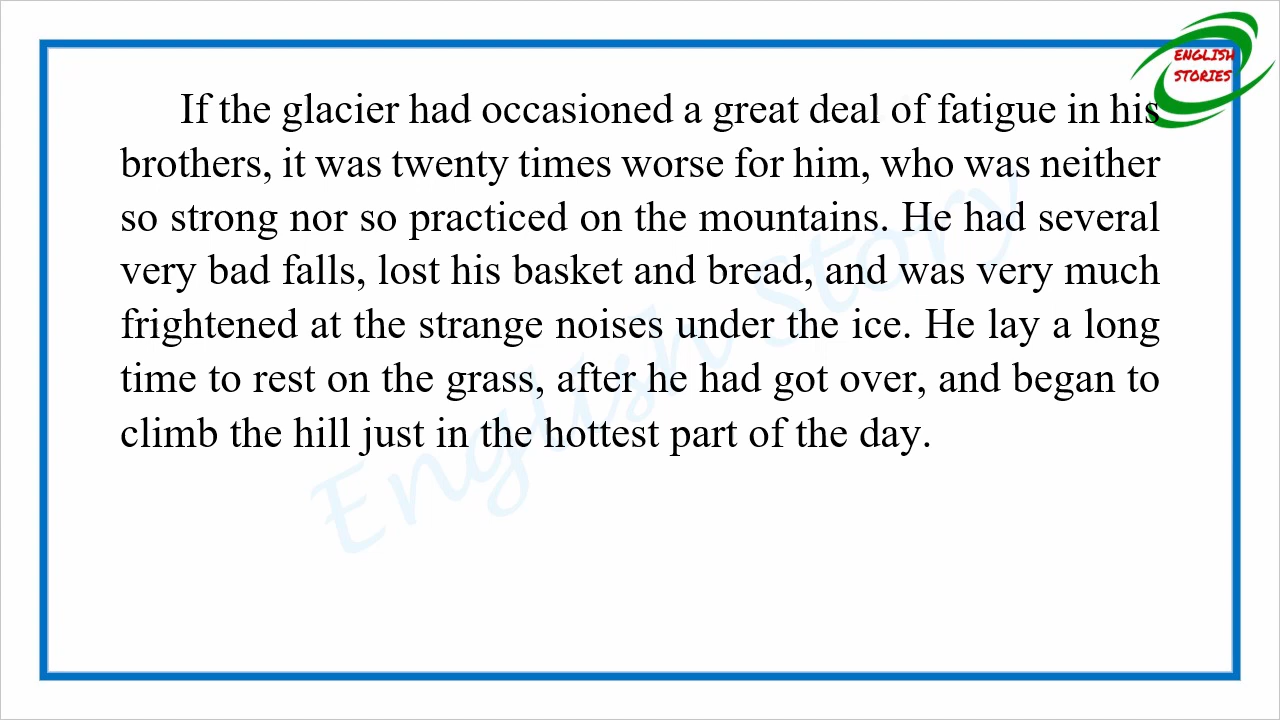 ENGLISH
STORIES
If the glacier had occasioned a great deal of fatigue in his
brothers, it was twenty times worse for him, who was neither
so strong nor so practiced on the mountains. He had several
very bad falls, lost his basket and bread, and was very much
frightened at the strange noises under the ice. He lay a long
time to rest on the grass, after he had got over, and began to
climb the hill just in the hottest part of the day.
English Story